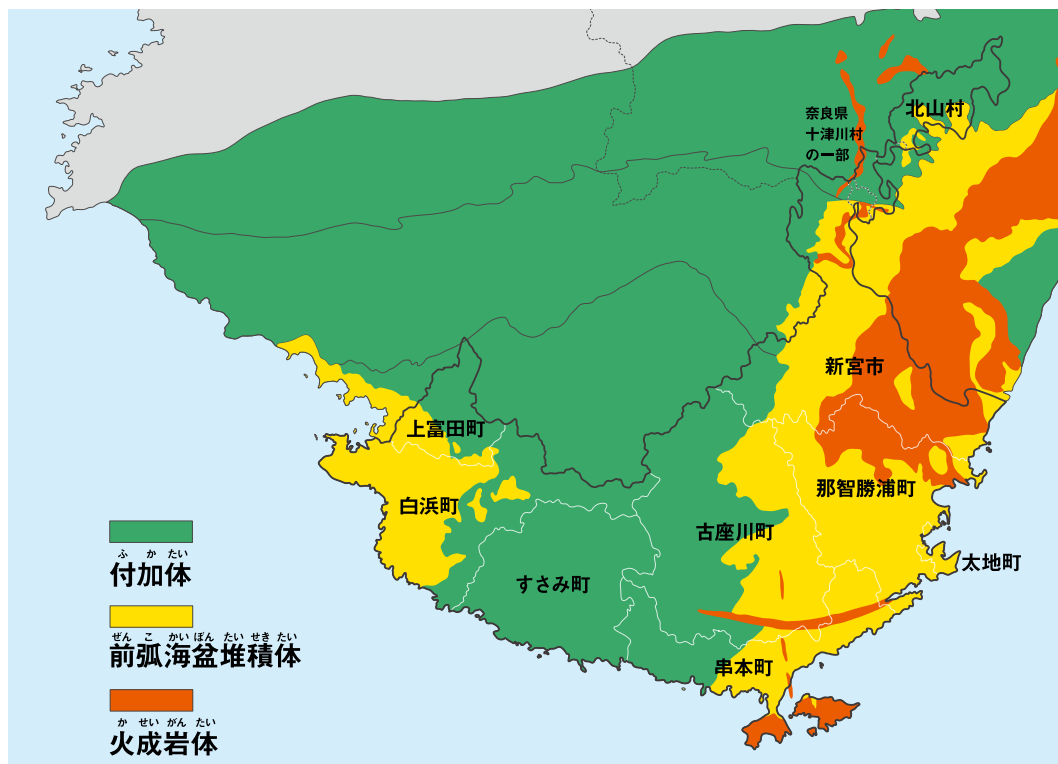 奈良県
十津川村
の一部
北山村
新宮市
上富田町
那智勝浦町
白浜町
古座川町
太地町
すさみ町
串本町
ふ か たい
付加体
ぜん こ かい ぼん たい せき たい
前弧海盆堆積体
か せい がん たい
火成岩体